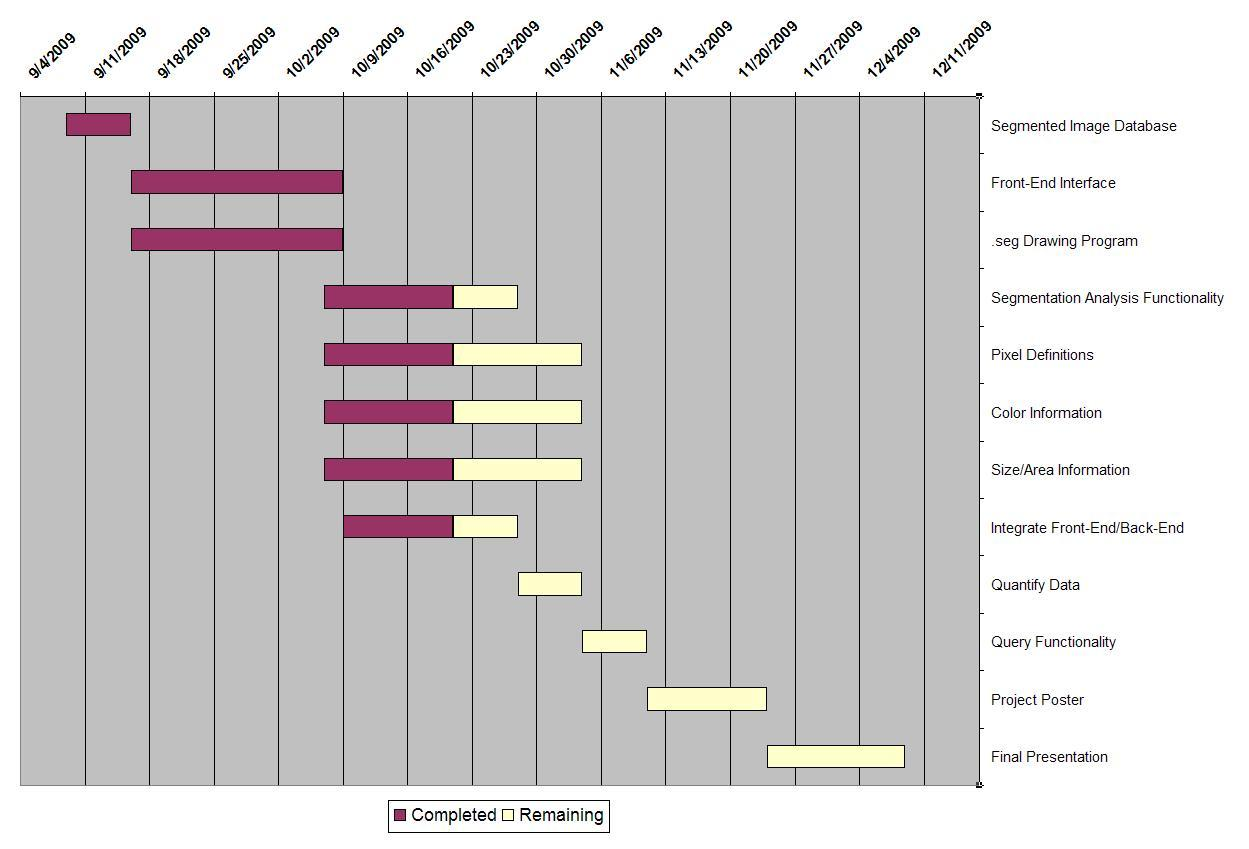 9/4/2009
9/11/2009
9/18/2009
9/25/2009
10/2/2009
10/9/2009
10/16/2009
10/23/2009
10/30/2009
11/6/2009
11/13/2009
11/20/2009
11/27/2009
12/4/2009
12/11/2009
Segmented Image Database
Front-End Interface
.seg Drawing Program
Segmentation Analysis Functionality
Pixel Definitions
Color Information
Size/Area Information
Integrate Front-End/Back-End
Quantify Data
Query Functionality
Project Poster
Final Presentation
Completed Remaining